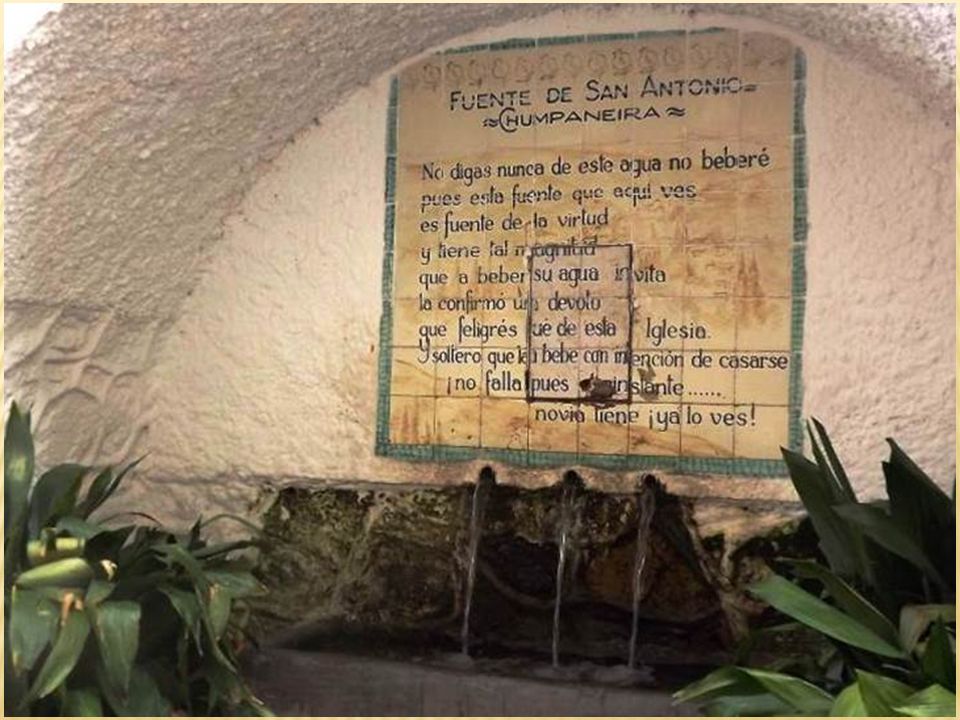 FUENTE DE SAN ANTONIO
≈CHUMPANEIRA≈
No digas nunca de este agua no beberé
pues esta fuente que aquí ves
es fuente de la virtud
y tiene tal magnitud
que a beber su agua invita
la confirmó un devoto
que feligrés fué de esta Iglesia.
Y soltero que la bebe con intención de casarse
¡no falla pues instante......
novia tiene ¡ya lo ves!